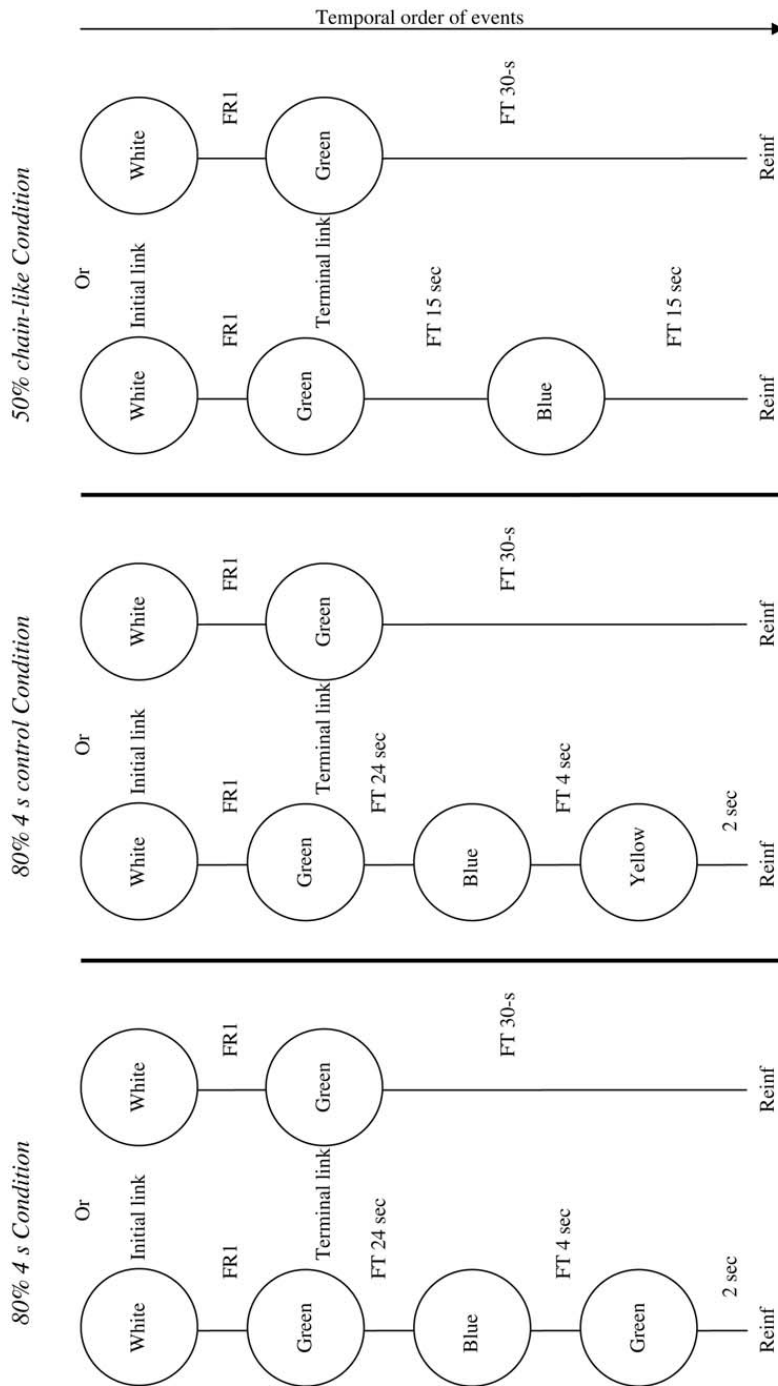 80% 4 s Condition
Or
White
Initial link
White
FR1
FR1
Green
Terminal link
Green
FT 24 sec
FT 30-s
Blue
FT 4 sec
Green
2 sec
Reinf
Reinf
80% 4 s control Condition
Or
White
Initial link
White
FR1
FR1
Green
Terminal link
Green
FT 24 sec
FT 30-s
Blue
FT 4 sec
Yellow
2 sec
Reinf
Reinf
50% chain-like Condition
Or
White
Initial link
White
FR1
FR1
Green
Terminal link
Green
FT 15 sec
FT 30-s
Blue
FT 15 sec
Reinf
Reinf
Temporal order of events